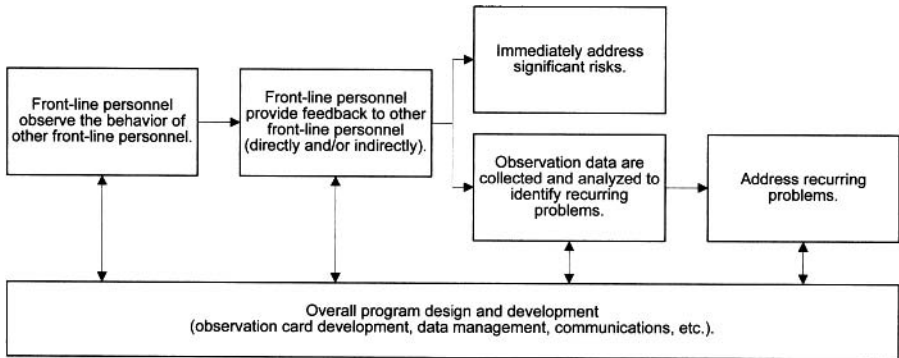 Front-line personnel
observe the behavior of
other front-line personnel.
Front-line personnel
provide feedback to other
front-line personnel
(directly and/or indirectly).
Immediately address
significant risks.
Observation data are
collected and analyzed to
identify recurring
problems.
Address recurring
problems.
Overall program design and development
(observation card development, data management, communications, etc.).